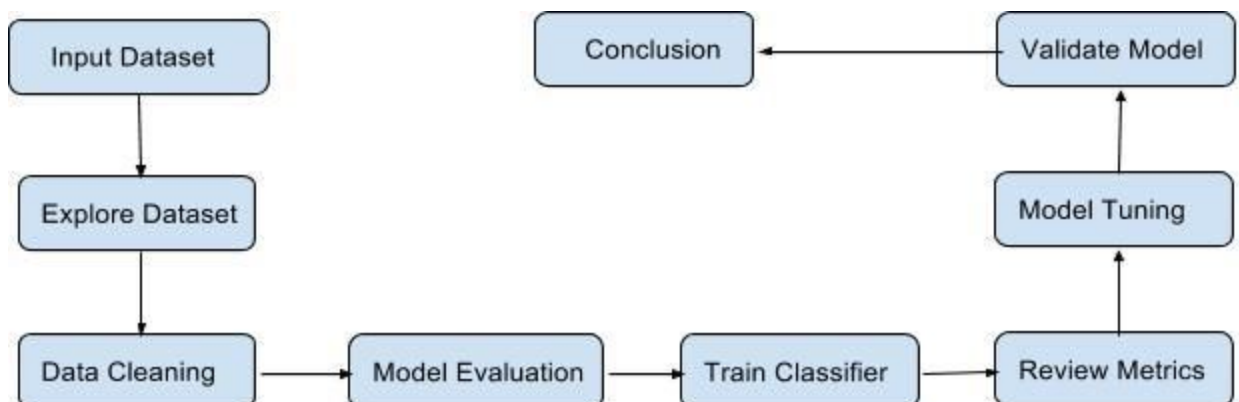 Input Dataset
Explore Dataset
Data Cleaning
Model Evaluation
Train Classifier
Review Metrics
Model Tuning
Validate Model
Conclusion